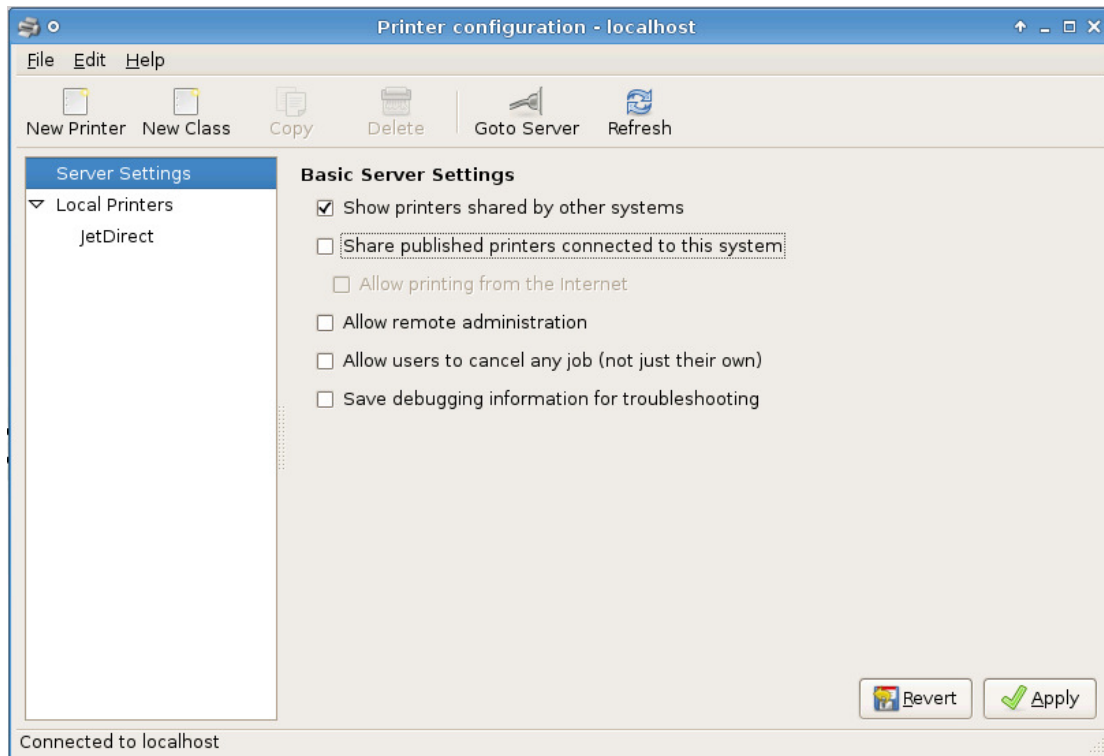 Printer configuration - localhost
File Edit Help
New Printer New Class Copy Delete Goto Server Refresh
Server Settings
Local Printers
JetDirect
Basic Server Settings
Show printers shared by other systems
Share published printers connected to this system
Allow printing from the Internet
Allow remote administration
Allow users to cancel any job (not just their own)
Save debugging information for troubleshooting
Revert Apply
Connected to localhost